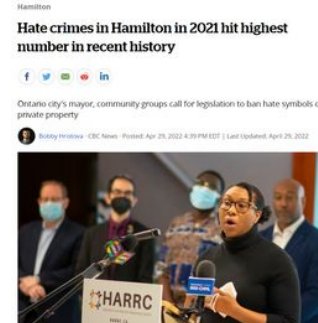 Hamilton
Hate crimes in Hamilton in 2021 hit highest
number in recent history
Ontario city's mayor, community groups call for legislation to ban hate symbols
private property
Bobby Hristova · CBC News · Posted: Apr 29, 2022 4:39 PM EDT | Last Updated: April 29, 2022
HARRC